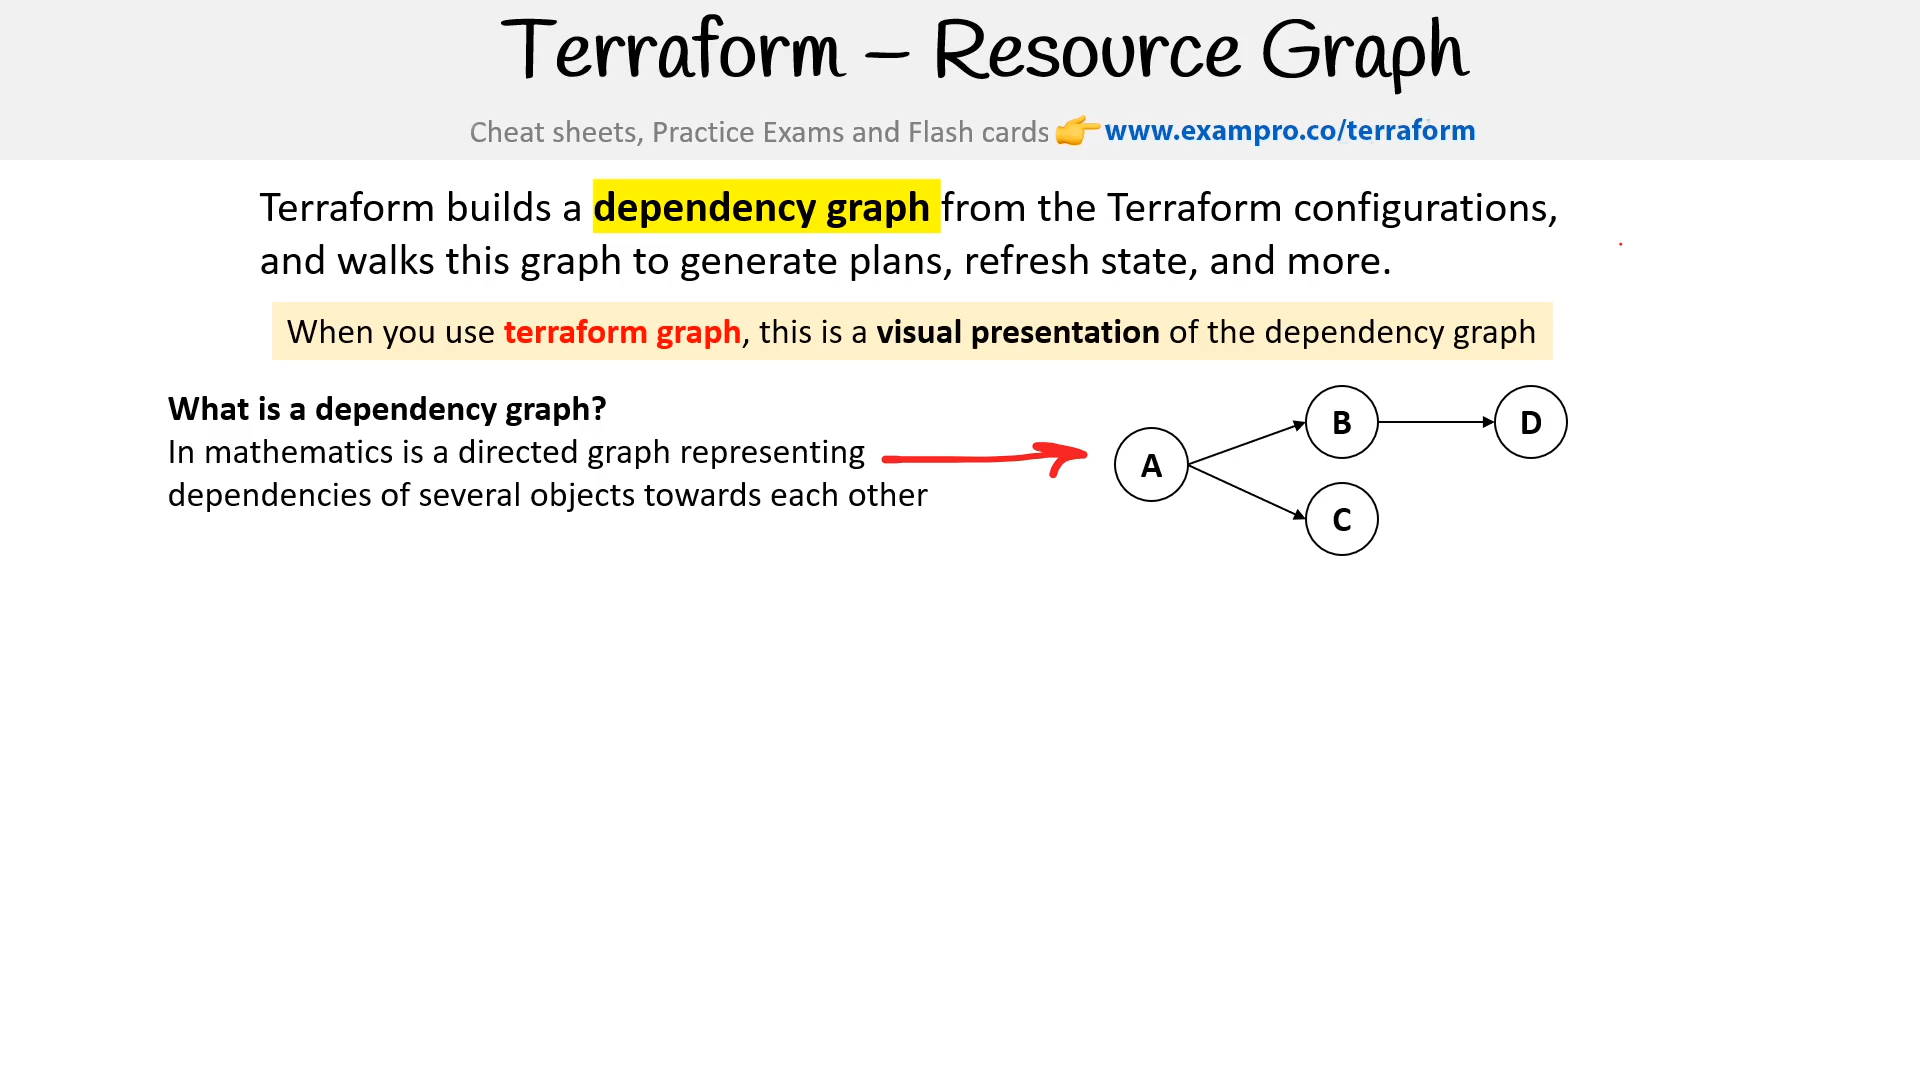 Terraform – Resource Graph
Cheat sheets, Practice Exams and Flash cards 👉 www.exampro.co/terraform
Terraform builds a dependency graph from the Terraform configurations,
and walks this graph to generate plans, refresh state, and more.
When you use terraform graph, this is a visual presentation of the dependency graph
What is a dependency graph?
In mathematics is a directed graph representing
dependencies of several objects towards each other
A
B
D
C